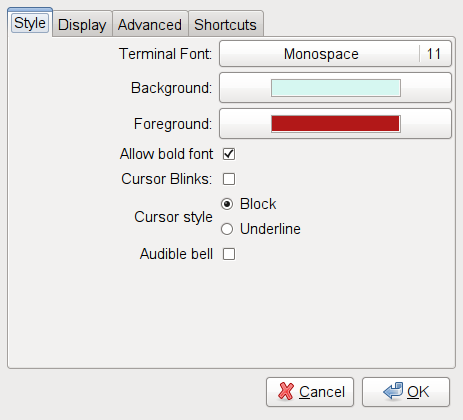 Style Display Advanced Shortcuts
Terminal Font: Monospace 11
Background:
Foreground:
Allow bold font
Cursor Blinks:
Cursor style Block
Underline
Audible bell
Cancel OK